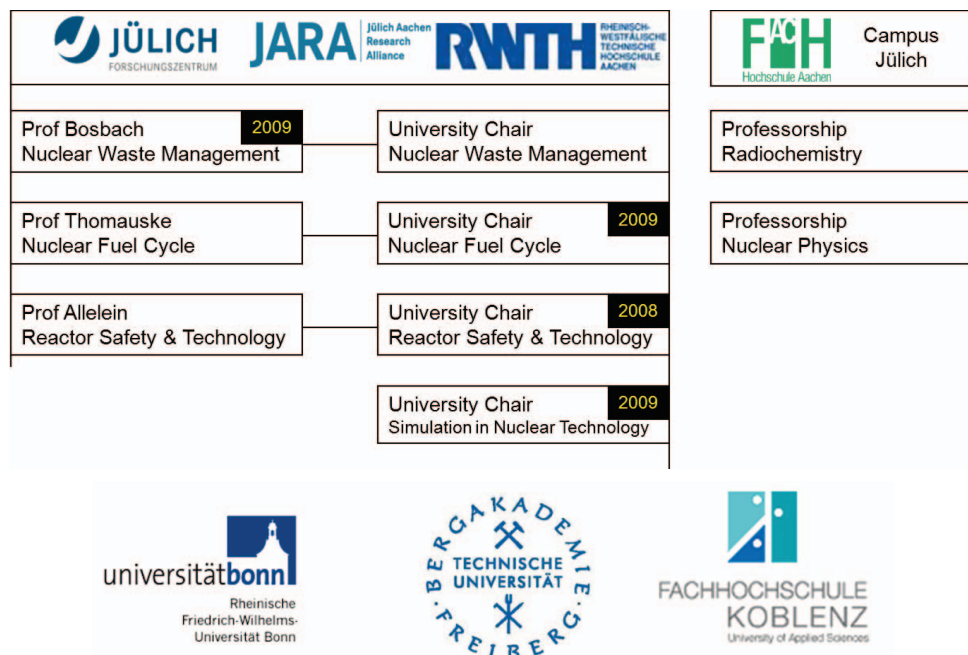 JÜLICH
FORSCHUNGSZENTRUM
JARA
Jülich Aachen
Research
Alliance
RWTH
RHEINISCH-
WESTFÄLISCHE
TECHNISCHE
HOCHSCHULE
AACHEN
FACH
Hochschule Aachen
Campus
Jülich
Prof Bosbach
2009
Nuclear Waste Management
University Chair
Nuclear Waste Management
Professorship
Radiochemistry
Prof Thomauske
Nuclear Fuel Cycle
University Chair
2009
Nuclear Fuel Cycle
Professorship
Nuclear Physics
Prof Allelein
Reactor Safety & Technology
University Chair
2008
Reactor Safety & Technology
University Chair
2009
Simulation in Nuclear Technology
universitätbonn
Rheinische
Friedrich-Wilhelms-
Universität Bonn
BERGAKADEMIE
TECHNISCHE
UNIVERSITÄT
FREIBERG
FACHHOCHSCHULE
KOBLENZ
University of Applied Sciences